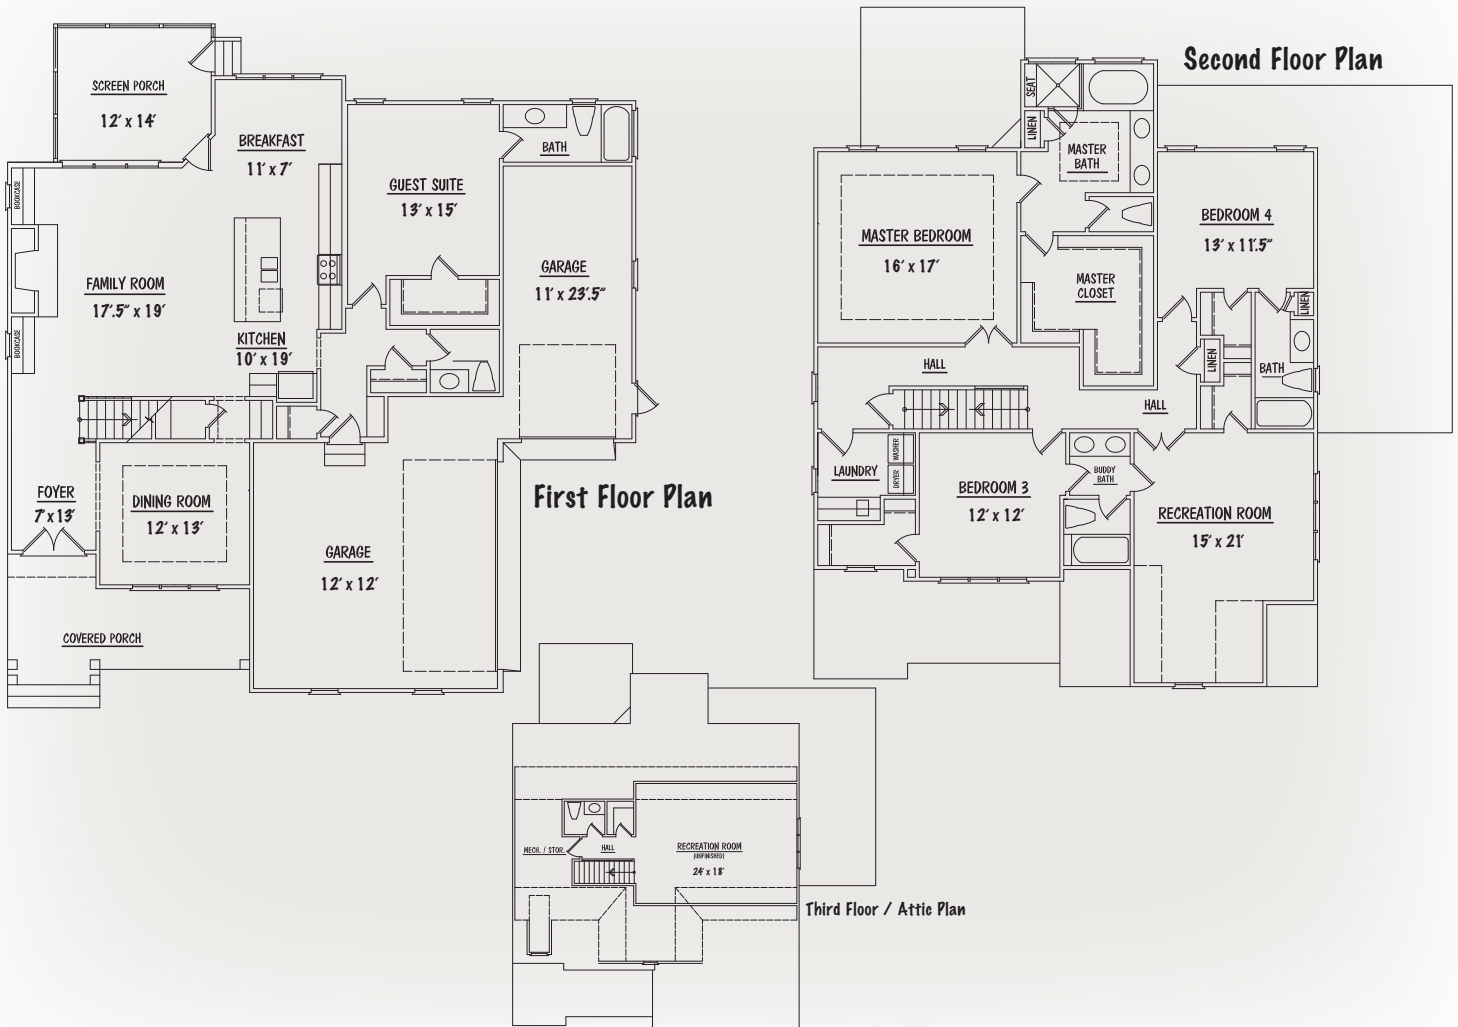 SCREEN PORCH
12' x 14'
BREAKFAST
11' x 7'
BATH
GUEST SUITE
13' x 15'
BOOKCASE
FAMILY ROOM
17'.5" x 19'
GARAGE
11' x 23'.5"
BOOKCASE
KITCHEN
10' x 19'
FOYER
7' x 13'
DINING ROOM
12' x 13'
First Floor Plan
GARAGE
12' x 12'
COVERED PORCH
Second Floor Plan
SEAT
LINEN
MASTER
BATH
MASTER BEDROOM
16' x 17'
BEDROOM 4
13' x 11'.5"
MASTER
CLOSET
LINEN
LINEN
BATH
HALL
HALL
LAUNDRY
WASHER
DRYER
BEDROOM 3
12' x 12'
BUDDY
BATH
RECREATION ROOM
15' x 21'
MECH. / STOR.
HALL
RECREATION ROOM
(UNFINISHED)
24' x 18'
Third Floor / Attic Plan